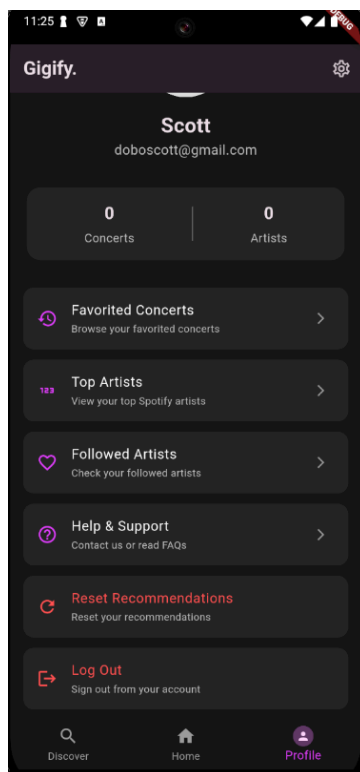 11:25
DEBUG
Gigify.
Scott
doboscott@gmail.com
0
Concerts
0
Artists
Favorited Concerts
Browse your favorited concerts
123
Top Artists
View your top Spotify artists
Followed Artists
Check your followed artists
Help & Support
Contact us or read FAQs
Reset Recommendations
Reset your recommendations
Log Out
Sign out from your account
Discover
Home
Profile